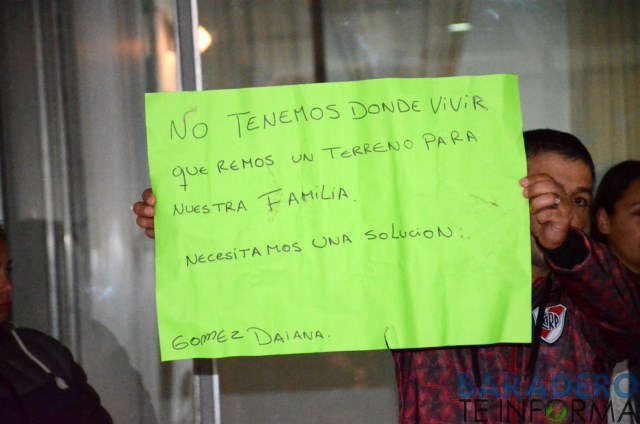 NO TENEMOS DONDE VIVIR
QUEREMOS UN TERRENO PARA
NUESTRA FAMILIA.
NECESITAMOS UNA SOLUCION.
GOMEZ DAIANA.
BARADERO
TE INFORMA